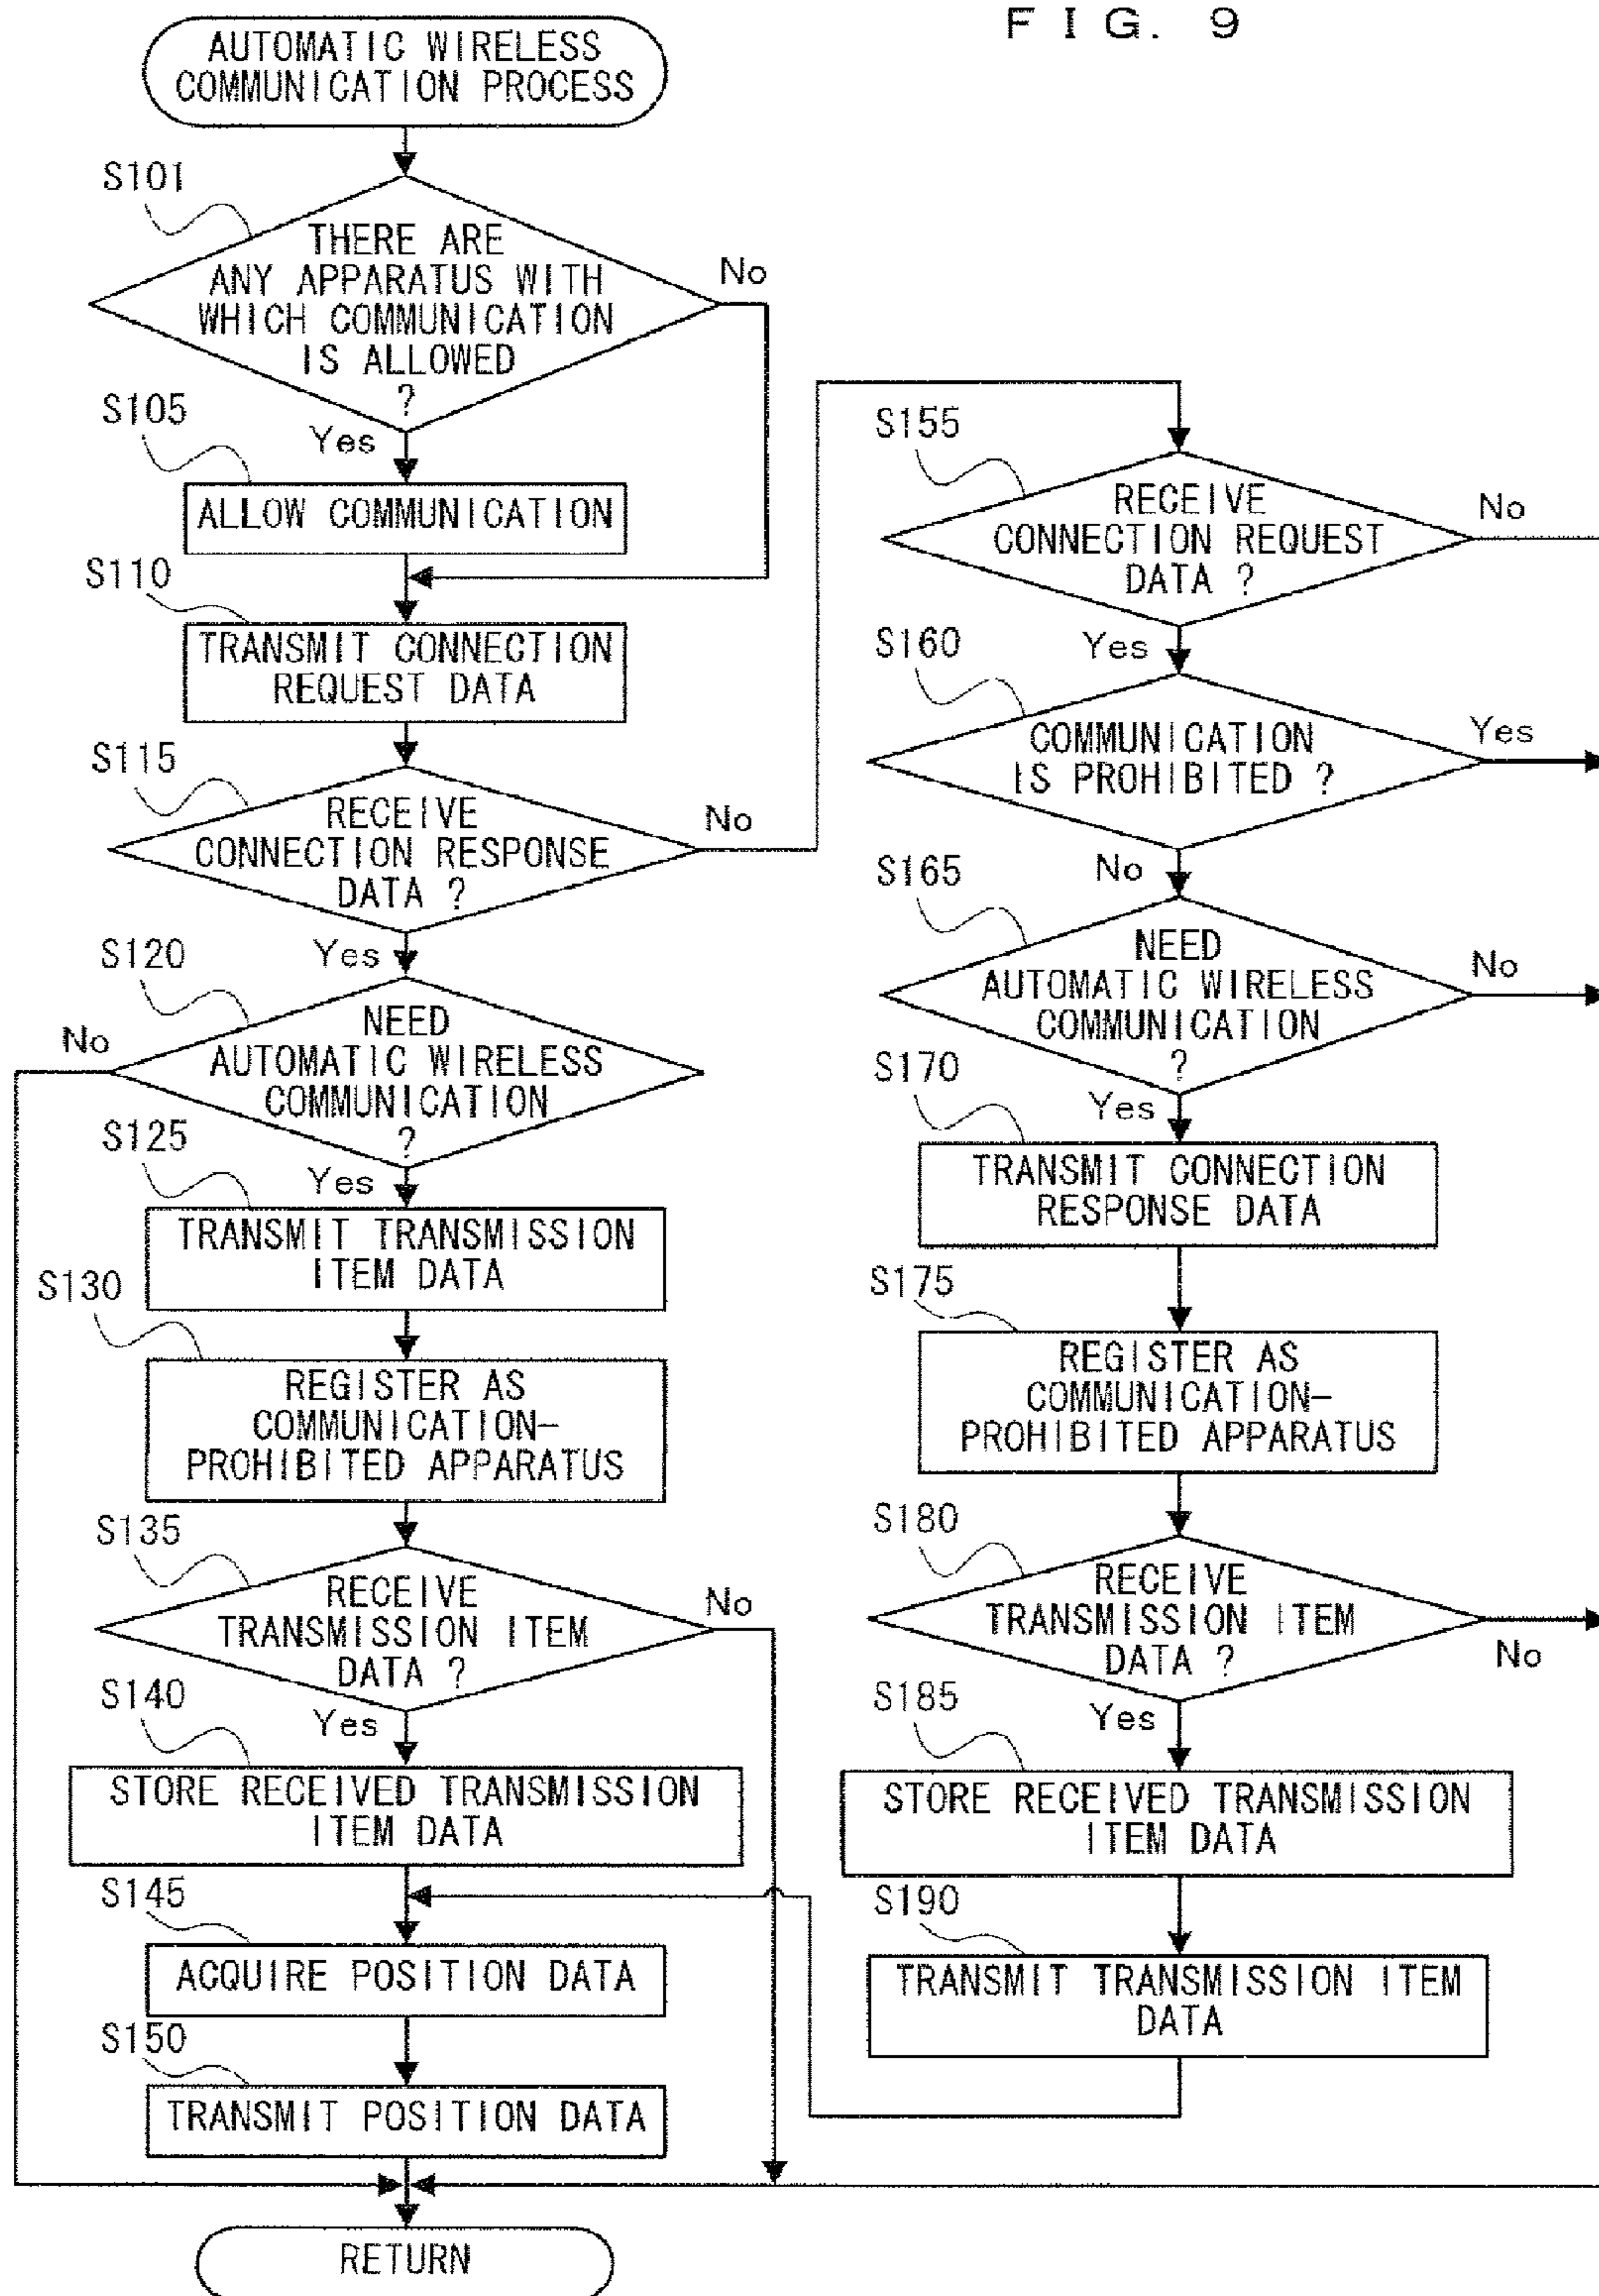 FIG. 9
AUTOMATIC WIRELESS
COMMUNICATION PROCESS
S101
THERE ARE
ANY APPARATUS WITH
WHICH COMMUNICATION
IS ALLOWED
?
No
Yes
S105
ALLOW COMMUNICATION
S110
TRANSMIT CONNECTION
REQUEST DATA
S115
RECEIVE
CONNECTION RESPONSE
DATA ?
No
Yes
S120
NEED
AUTOMATIC WIRELESS
COMMUNICATION
?
No
Yes
S125
TRANSMIT TRANSMISSION
ITEM DATA
S130
REGISTER AS
COMMUNICATION-
PROHIBITED APPARATUS
S135
RECEIVE
TRANSMISSION ITEM
DATA ?
No
Yes
S140
STORE RECEIVED TRANSMISSION
ITEM DATA
S145
ACQUIRE POSITION DATA
S150
TRANSMIT POSITION DATA
RETURN
S155
RECEIVE
CONNECTION REQUEST
DATA ?
No
Yes
S160
COMMUNICATION
IS PROHIBITED ?
Yes
No
S165
NEED
AUTOMATIC WIRELESS
COMMUNICATION
?
No
Yes
S170
TRANSMIT CONNECTION
RESPONSE DATA
S175
REGISTER AS
COMMUNICATION-
PROHIBITED APPARATUS
S180
RECEIVE
TRANSMISSION ITEM
DATA ?
No
Yes
S185
STORE RECEIVED TRANSMISSION
ITEM DATA
S190
TRANSMIT TRANSMISSION ITEM
DATA